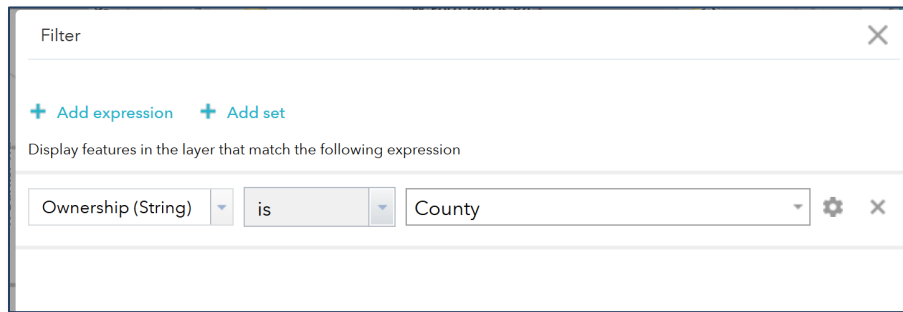 Filter
+ Add expression + Add set
Display features in the layer that match the following expression
Ownership (String) is County